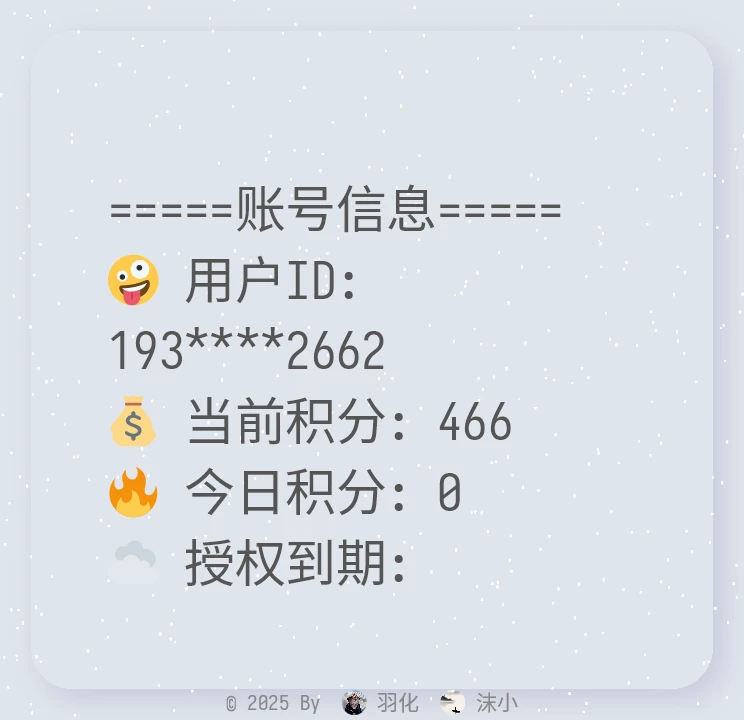 =====账号信息=====
🤪 用户ID:
193****2662
💰 当前积分: 466
🔥 今日积分: 0
☁️ 授权到期:
© 2025 By 羽化 沫小